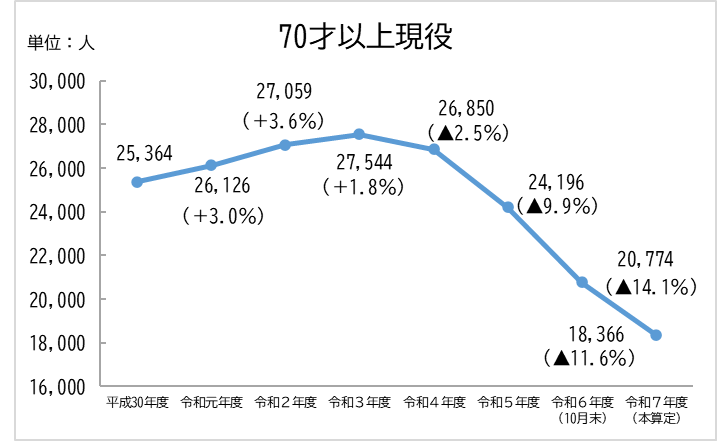 70才以上現役
単位：人
30,000
28,000
26,000
24,000
22,000
20,000
18,000
16,000
25,364
26,126
（＋3.0%）
27,059
（＋3.6%）
27,544
（＋1.8%）
26,850
（▲2.5%）
24,196
（▲9.9%）
20,774
（▲14.1%）
18,366
（▲11.6%）
平成30年度
令和元年度
令和２年度
令和３年度
令和４年度
令和５年度
令和６年度
（10月末）
令和７年度
（本算定）